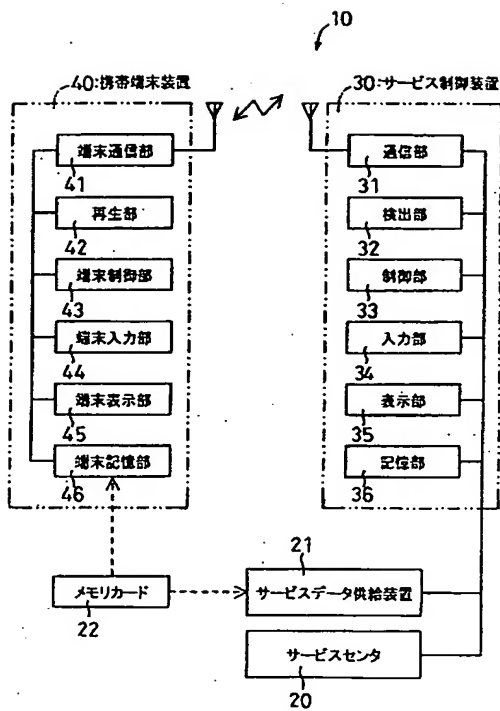 10
40:携帯端末装置
30:サービス制御装置
端末通信部
41
再生部
42
端末制御部
43
端末入力部
44
端末表示部
45
端末記憶部
46
通信部
31
検出部
32
制御部
33
入力部
34
表示部
35
記憶部
36
メモリカード
22
21
サービスデータ供給装置
サービスセンタ
20